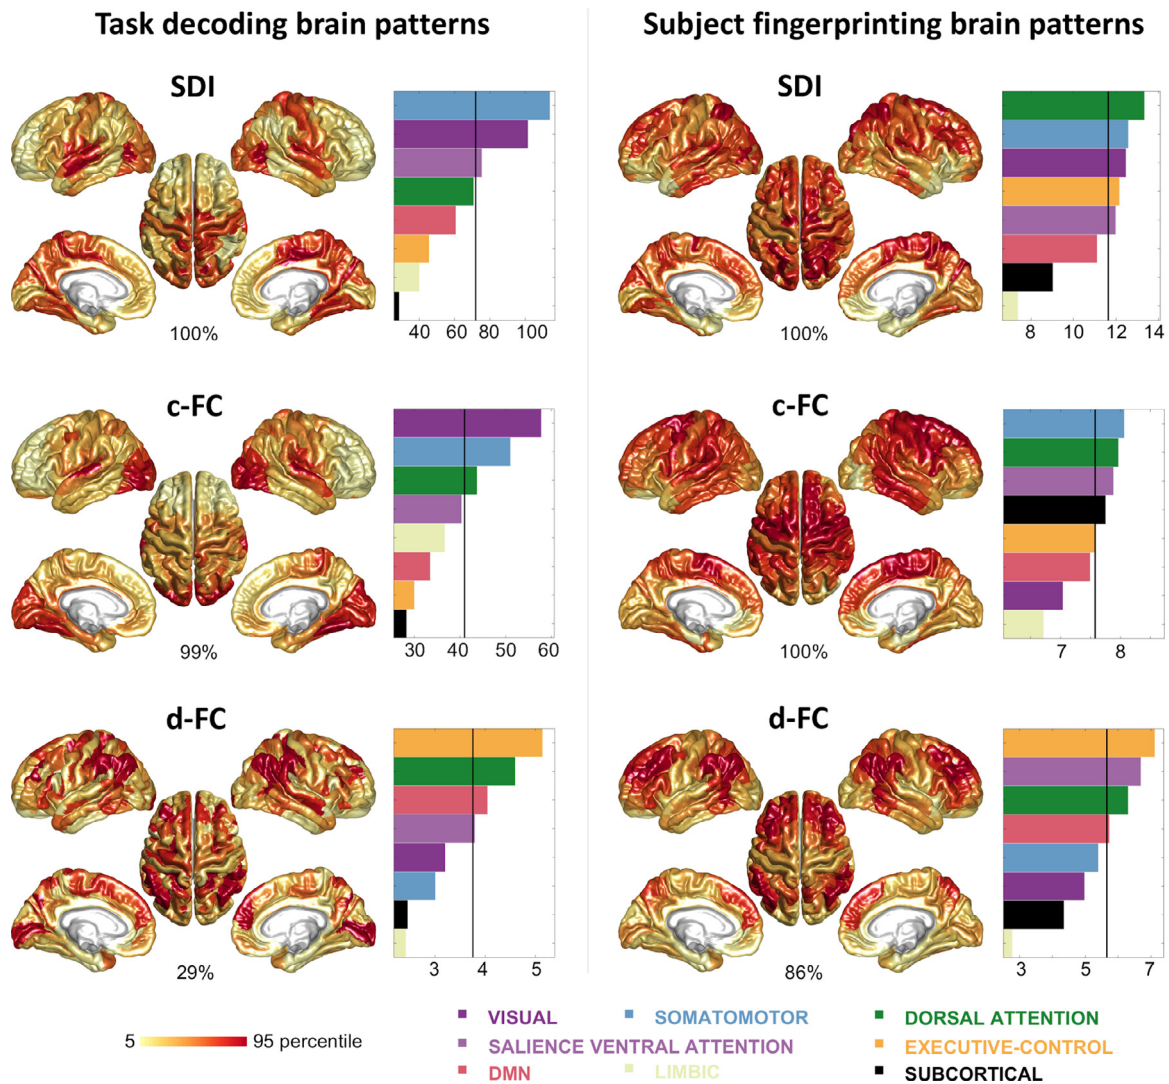 Task decoding brain patterns
Subject fingerprinting brain patterns
SDI
100%
40 60 80 100
SDI
100%
8 10 12 14
c-FC
99%
30 40 50 60
c-FC
100%
7 8
d-FC
29%
3 4 5
d-FC
86%
3 5 7
5 95 percentile
VISUAL
SOMATOMOTOR
DORSAL ATTENTION
SALIENCE VENTRAL ATTENTION
EXECUTIVE-CONTROL
DMN
LIMBIC
SUBCORTICAL